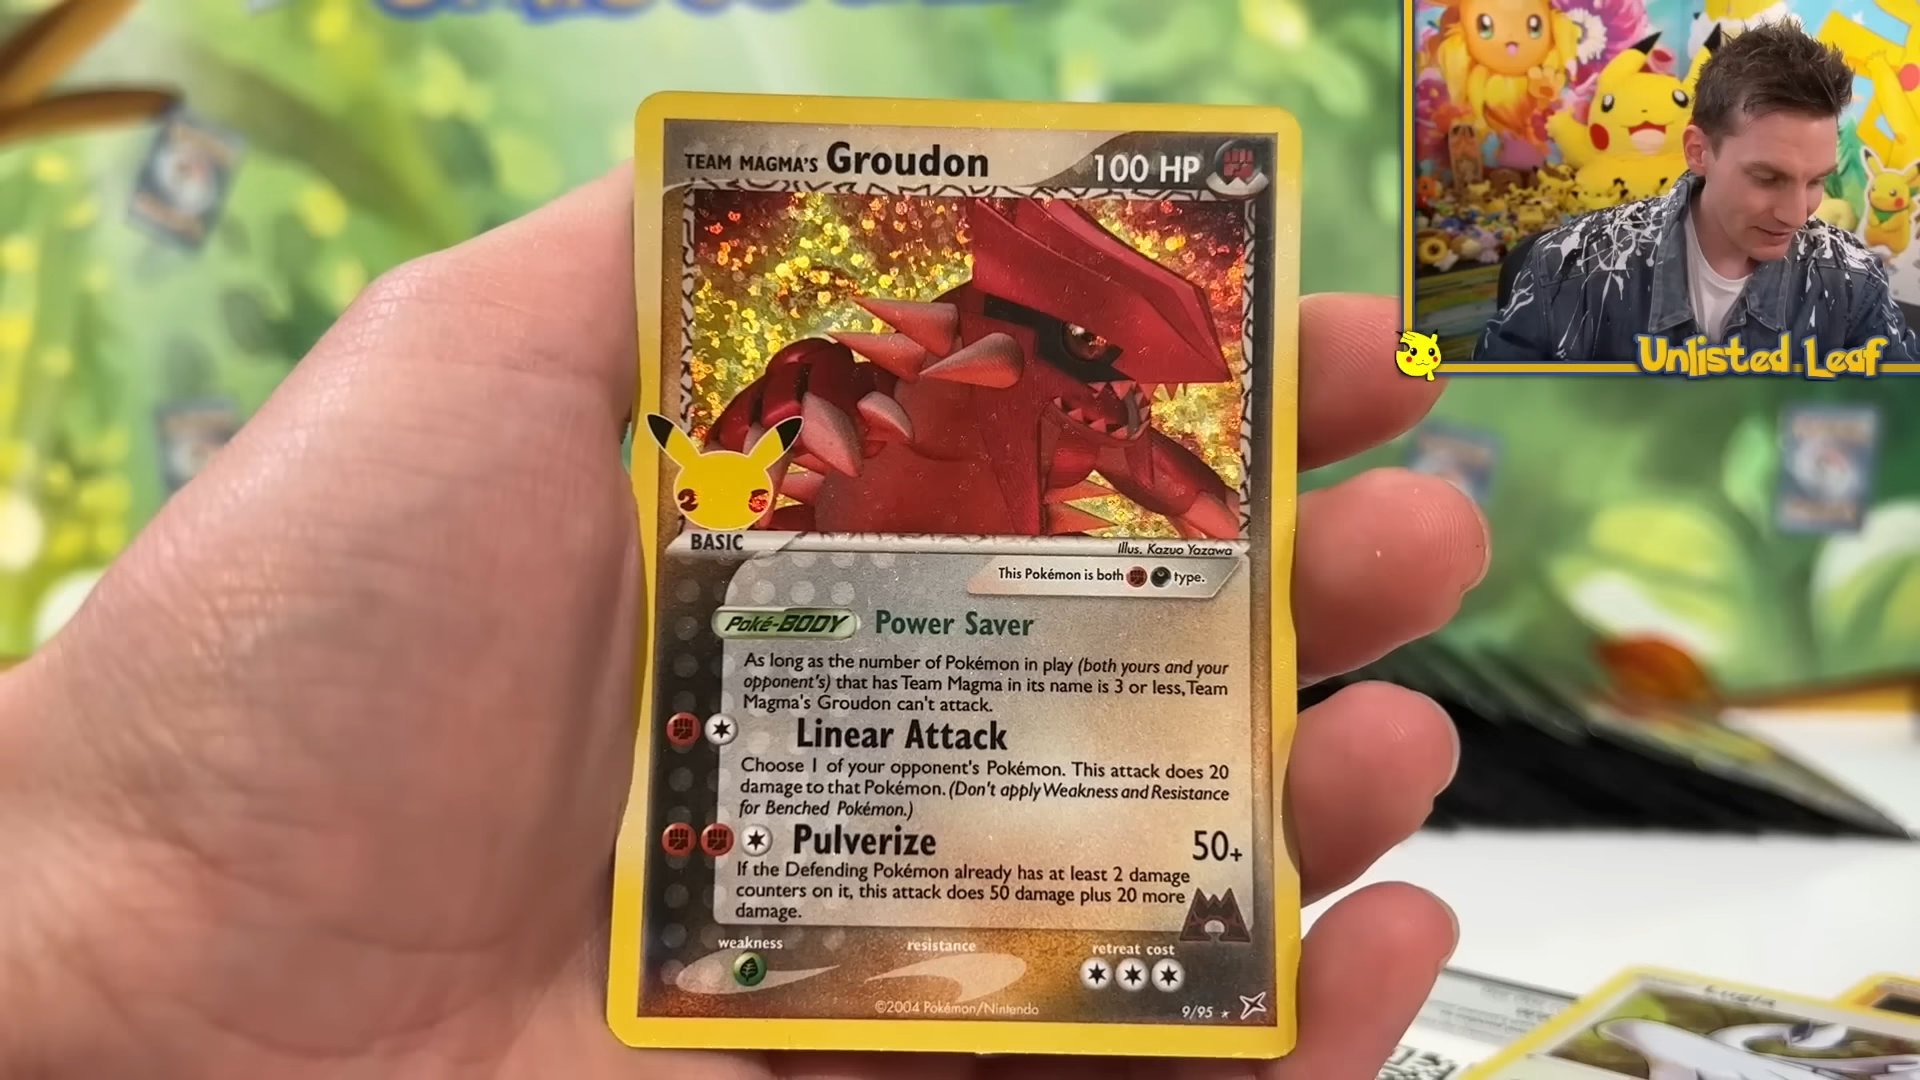 TEAM MAGMA'S Groudon 100 HP
25
BASIC
Illus. Kazuo Yazawa
This Pokémon is both type.
Poké-BODY Power Saver
As long as the number of Pokémon in play (both yours and your
opponent's) that has Team Magma in its name is 3 or less, Team
Magma's Groudon can't attack.
Linear Attack
Choose 1 of your opponent's Pokémon. This attack does 20
damage to that Pokémon. (Don't apply Weakness and Resistance
for Benched Pokémon.)
Pulverize 50+
If the Defending Pokémon already has at least 2 damage
counters on it, this attack does 50 damage plus 20 more
damage.
weakness resistance retreat cost
©2004 Pokémon/Nintendo 9/95
Unlisted Leaf
Lugia